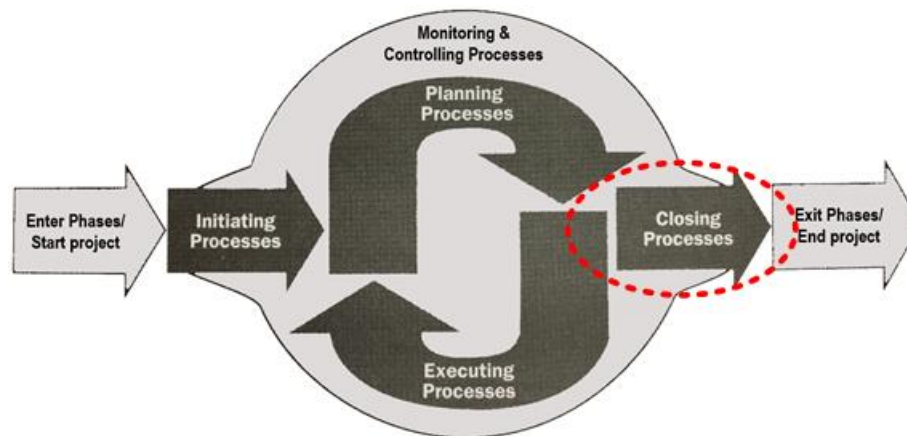 Monitoring &
Controlling Processes
Planning
Processes
Enter Phases/
Start project
Initiating
Processes
Closing
Processes
Exit Phases/
End project
Executing
Processes